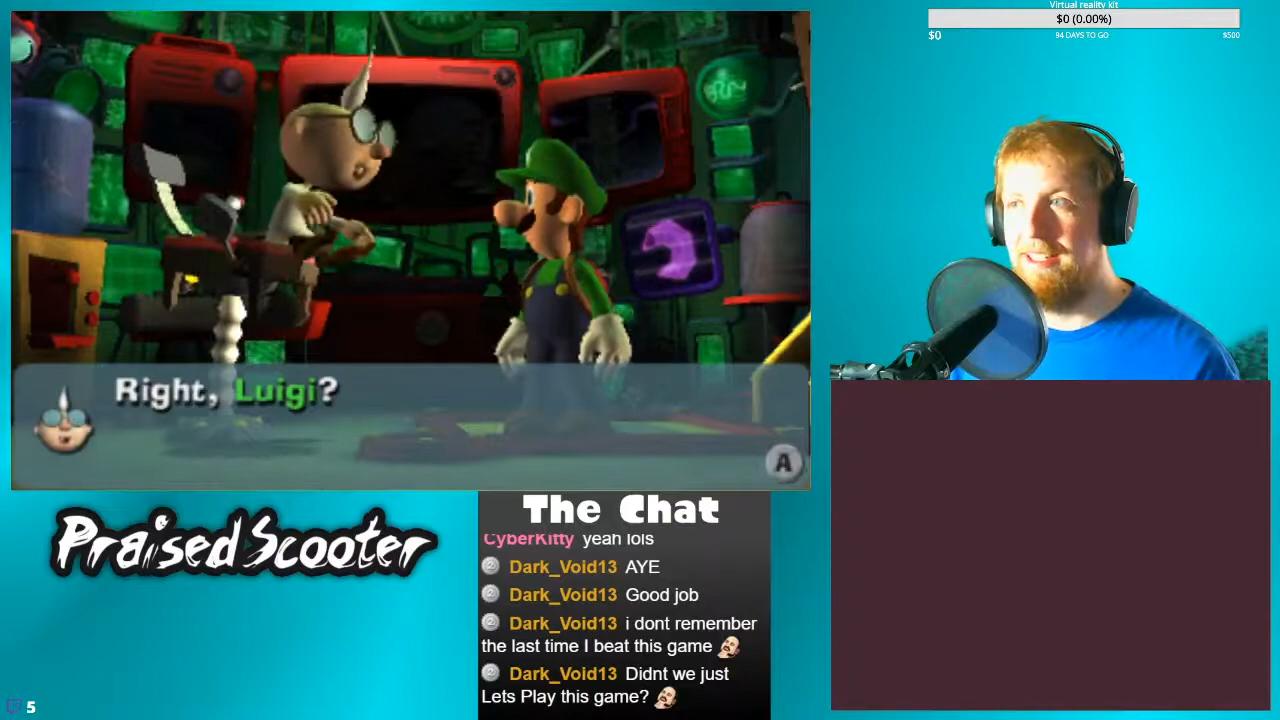 Virtual reality kit
$0 (0.00%)
$0
94 DAYS TO GO
$500
Right, Luigi?
A
PraisedScooter
The Chat
CyberKitty yeah lols
Dark_Void13 AYE
Dark_Void13 Good job
Dark_Void13 i dont remember
the last time I beat this game
Dark_Void13 Didnt we just
Lets Play this game?
5